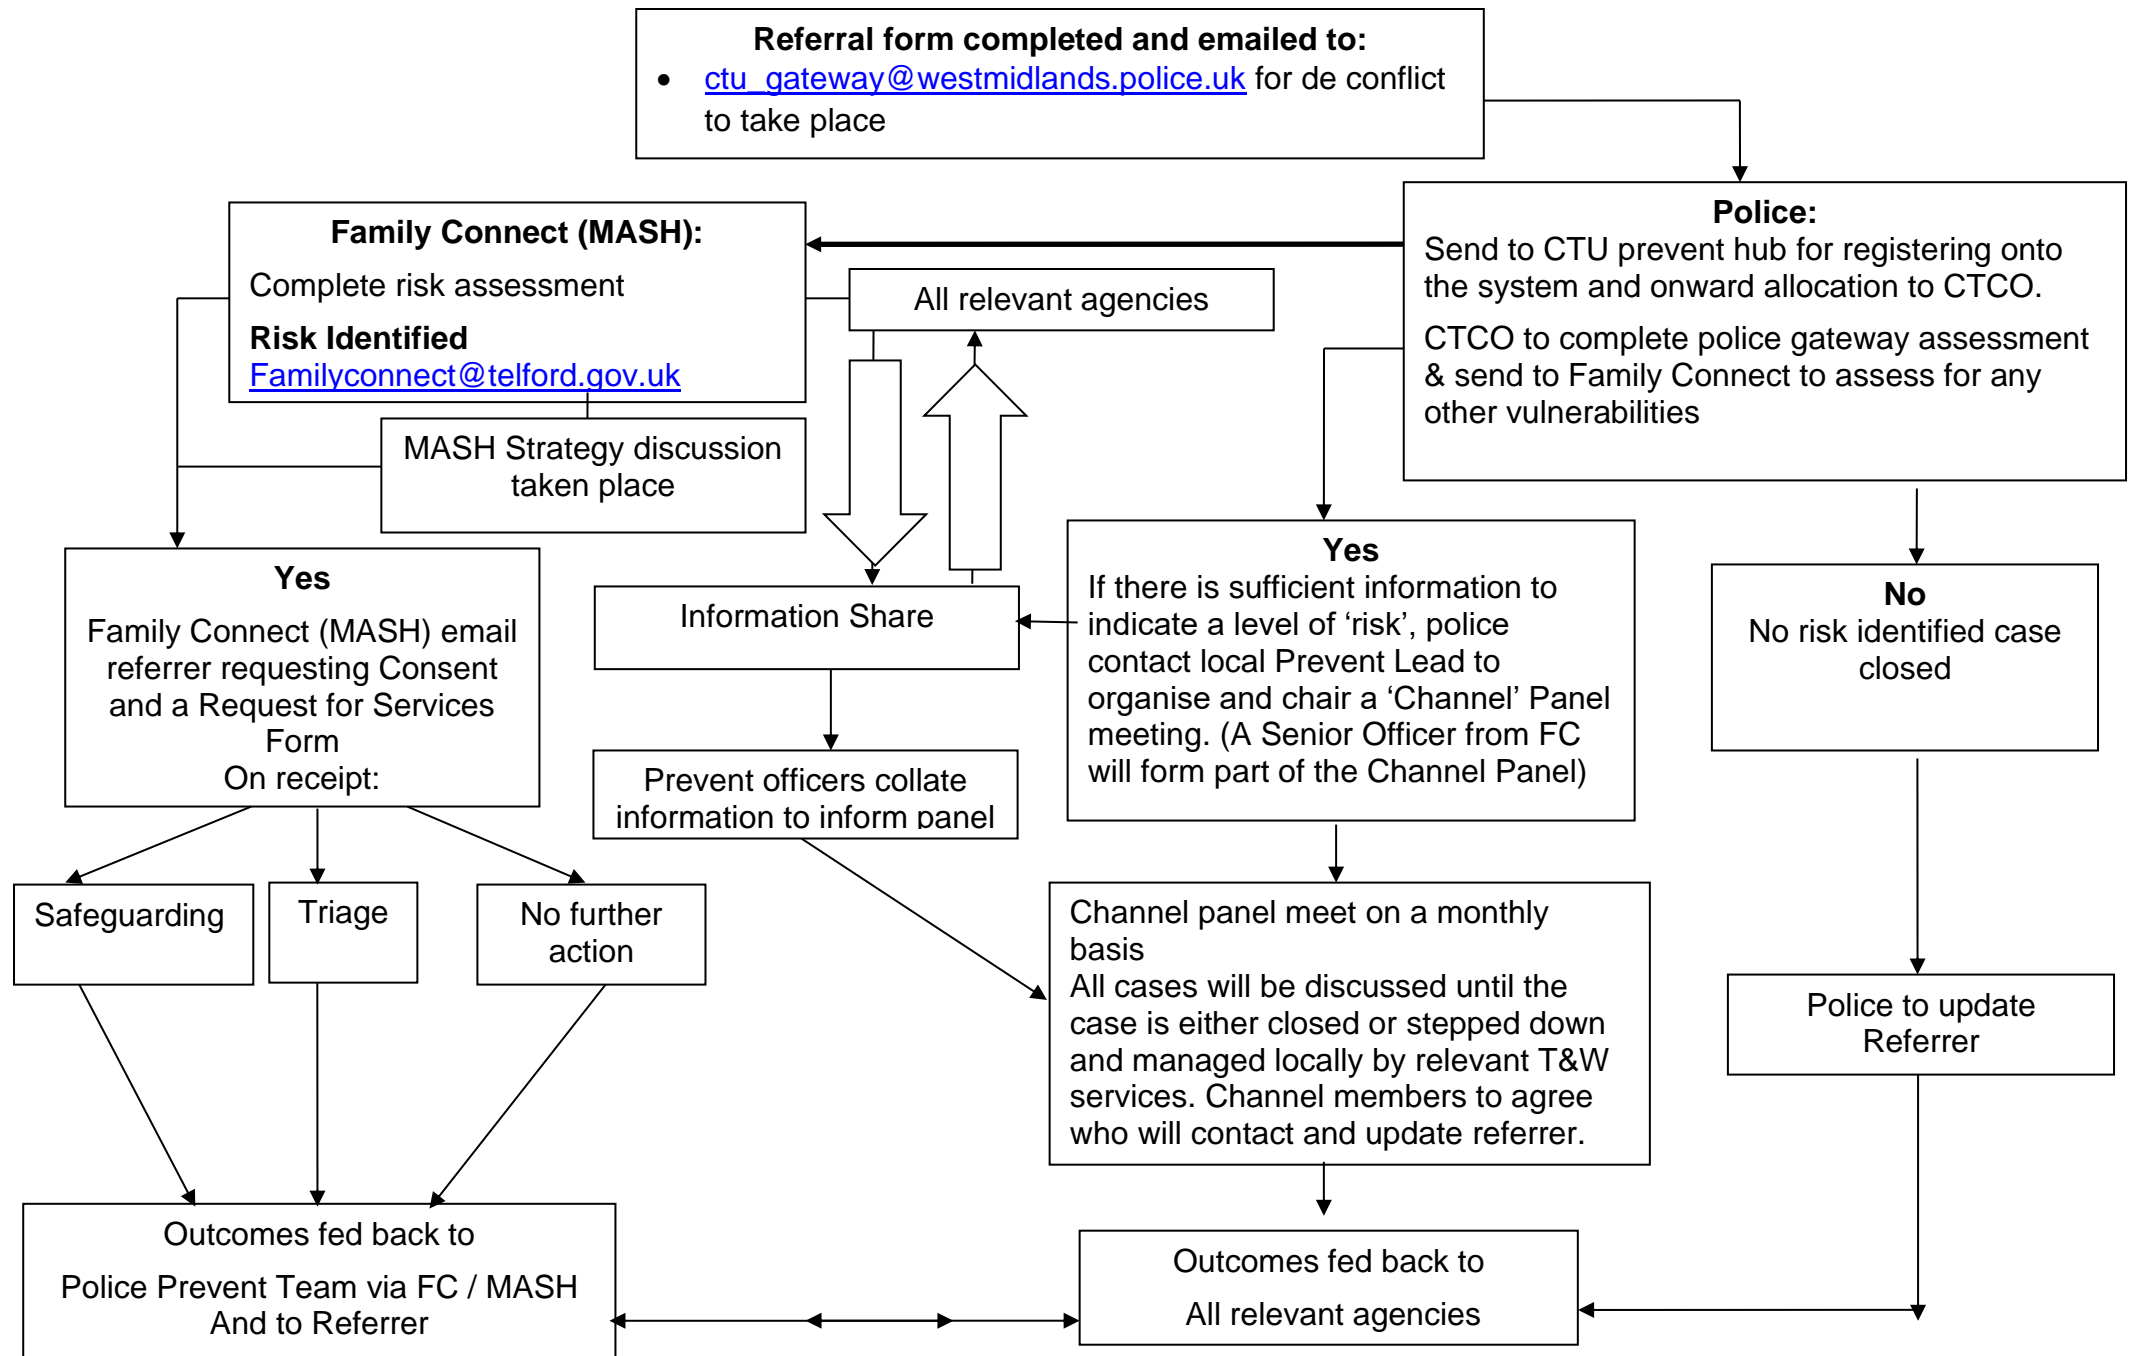 Referral form completed and emailed to:
• ctu_gateway@westmidlands.police.uk for de conflict
to take place
Police:
Send to CTU prevent hub for registering onto
the system and onward allocation to CTCO.
CTCO to complete police gateway assessment
& send to Family Connect to assess for any
other vulnerabilities
Family Connect (MASH):
Complete risk assessment
Risk Identified
Familyconnect@telford.gov.uk
All relevant agencies
MASH Strategy discussion
taken place
Yes
Family Connect (MASH) email
referrer requesting Consent
and a Request for Services
Form
On receipt:
Information Share
Yes
If there is sufficient information to
indicate a level of ‘risk’, police
contact local Prevent Lead to
organise and chair a ‘Channel’ Panel
meeting. (A Senior Officer from FC
will form part of the Channel Panel)
No
No risk identified case
closed
Prevent officers collate
information to inform panel
Safeguarding
Triage
No further
action
Channel panel meet on a monthly
basis
All cases will be discussed until the
case is either closed or stepped down
and managed locally by relevant T&W
services. Channel members to agree
who will contact and update referrer.
Police to update
Referrer
Outcomes fed back to
Police Prevent Team via FC / MASH
And to Referrer
Outcomes fed back to
All relevant agencies